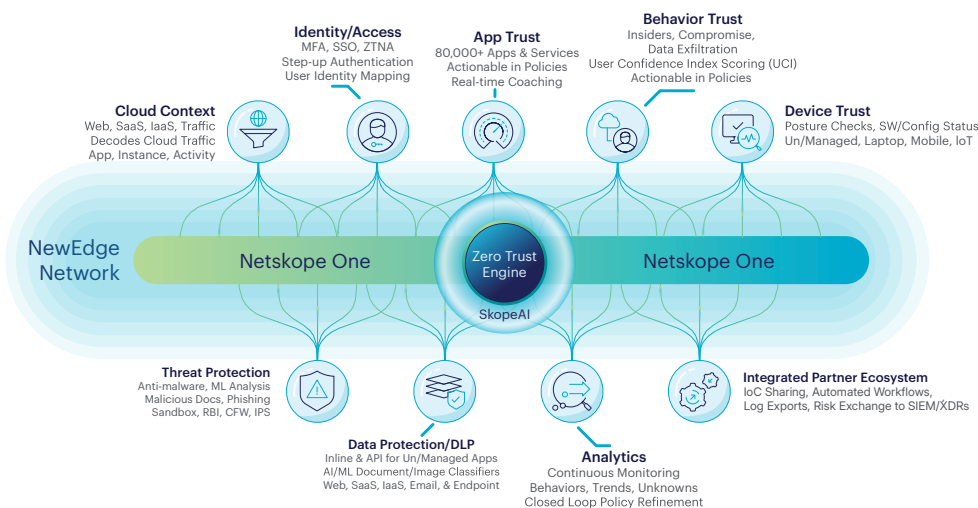 Identity/Access
MFA, SSO, ZTNA
Step-up Authentication
User Identity Mapping
App Trust
80,000+ Apps & Services
Actionable in Policies
Real-time Coaching
Behavior Trust
Insiders, Compromise,
Data Exfiltration
User Confidence Index Scoring (UCI)
Actionable in Policies
Cloud Context
Web, SaaS, IaaS, Traffic
Decodes Cloud Traffic
App, Instance, Activity
Device Trust
Posture Checks, SW/Config Status
Un/Managed, Laptop, Mobile, IoT
NewEdge
Network
Netskope One
Zero Trust
Engine
SkopeAI
Netskope One
Threat Protection
Anti-malware, ML Analysis
Malicious Docs, Phishing
Sandbox, RBI, CFW, IPS
Data Protection/DLP
Inline & API for Un/Managed Apps
AI/ML Document/Image Classifiers
Web, SaaS, IaaS, Email, & Endpoint
Analytics
Continuous Monitoring
Behaviors, Trends, Unknowns
Closed Loop Policy Refinement
Integrated Partner Ecosystem
IoC Sharing, Automated Workflows,
Log Exports, Risk Exchange to SIEM/XDRs